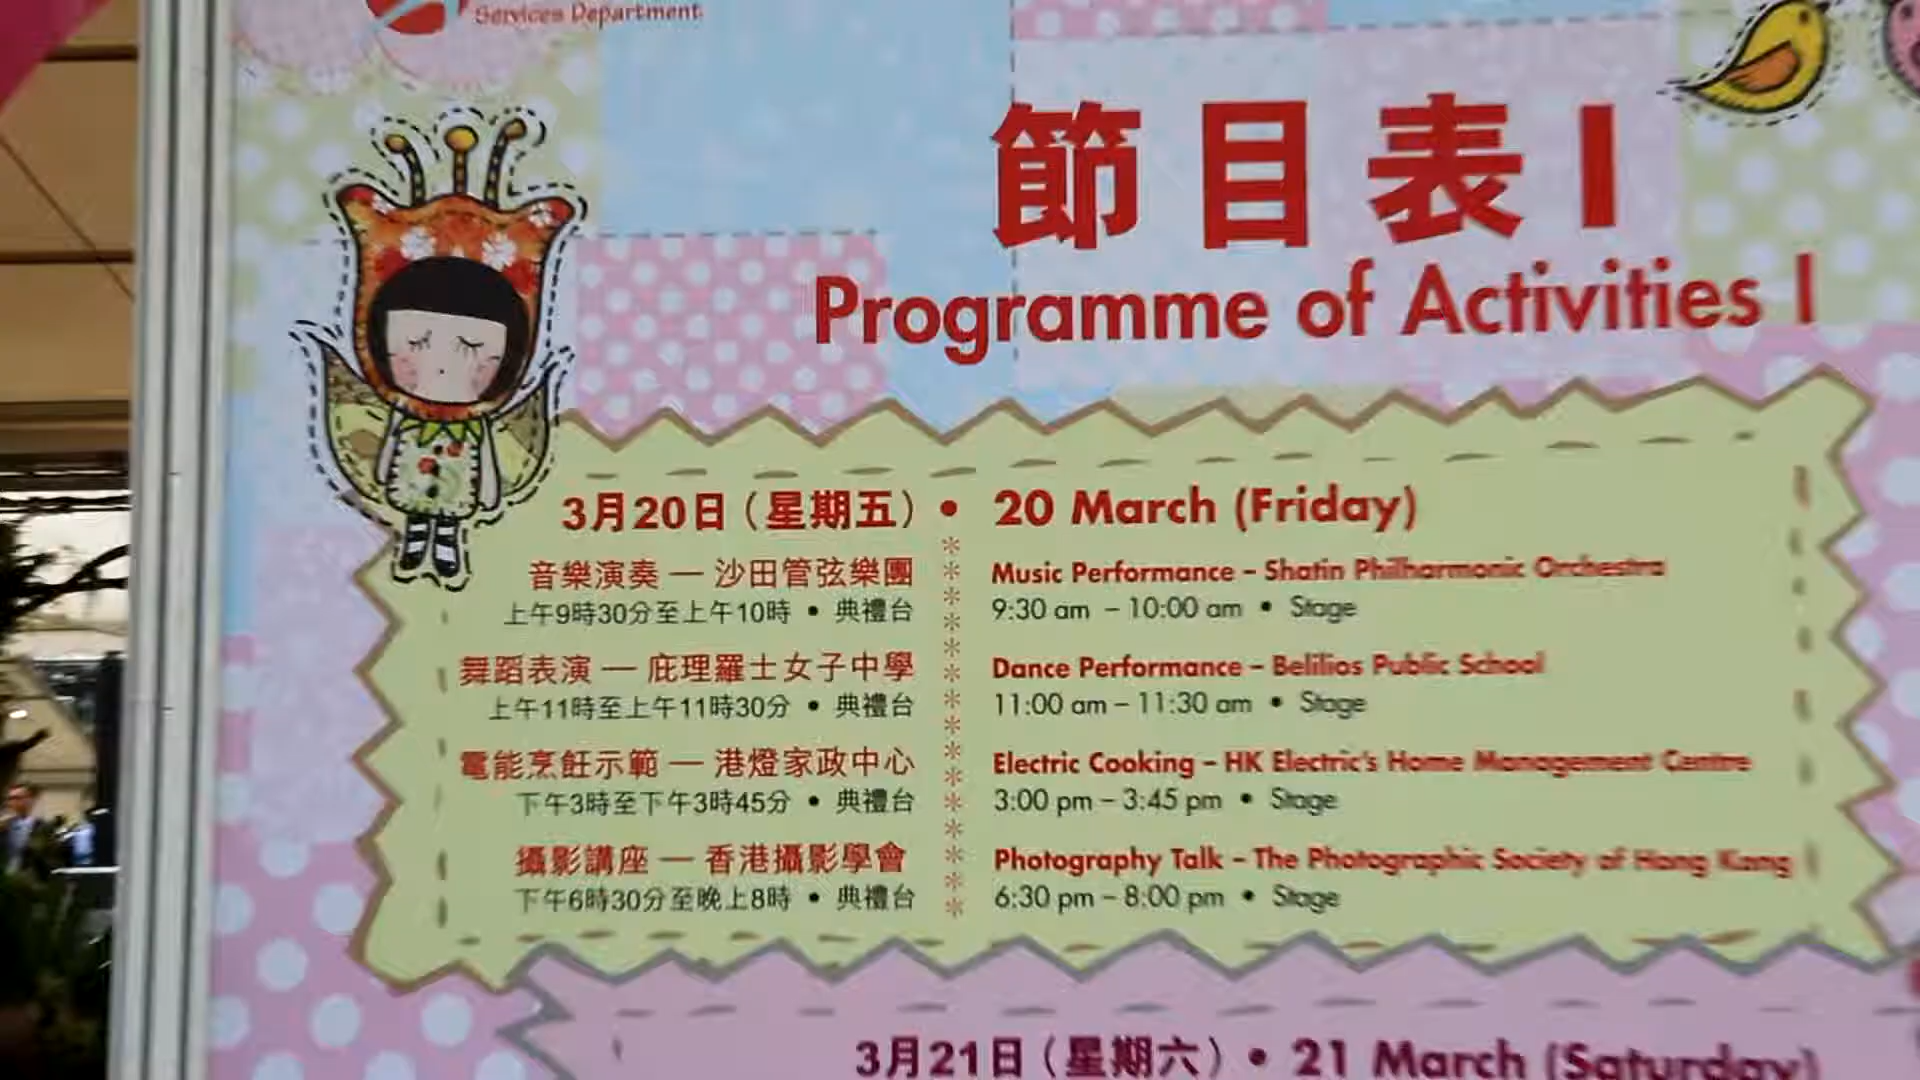 Services Department
節目表 I
Programme of Activities I
3月20日（星期五）• 20 March (Friday)
音樂演奏 — 沙田管弦樂團
上午9時30分至上午10時 • 典禮台
Music Performance – Shatin Philharmonic Orchestra
9:30 am – 10:00 am • Stage
舞蹈表演 — 庇理羅士女子中學
上午11時至上午11時30分 • 典禮台
Dance Performance – Belilios Public School
11:00 am – 11:30 am • Stage
電能烹飪示範 — 港燈家政中心
下午3時至下午3時45分 • 典禮台
Electric Cooking – HK Electric's Home Management Centre
3:00 pm – 3:45 pm • Stage
攝影講座 — 香港攝影學會
下午6時30分至晚上8時 • 典禮台
Photography Talk – The Photographic Society of Hong Kong
6:30 pm – 8:00 pm • Stage
3月21日（星期六）• 21 March (Saturday)